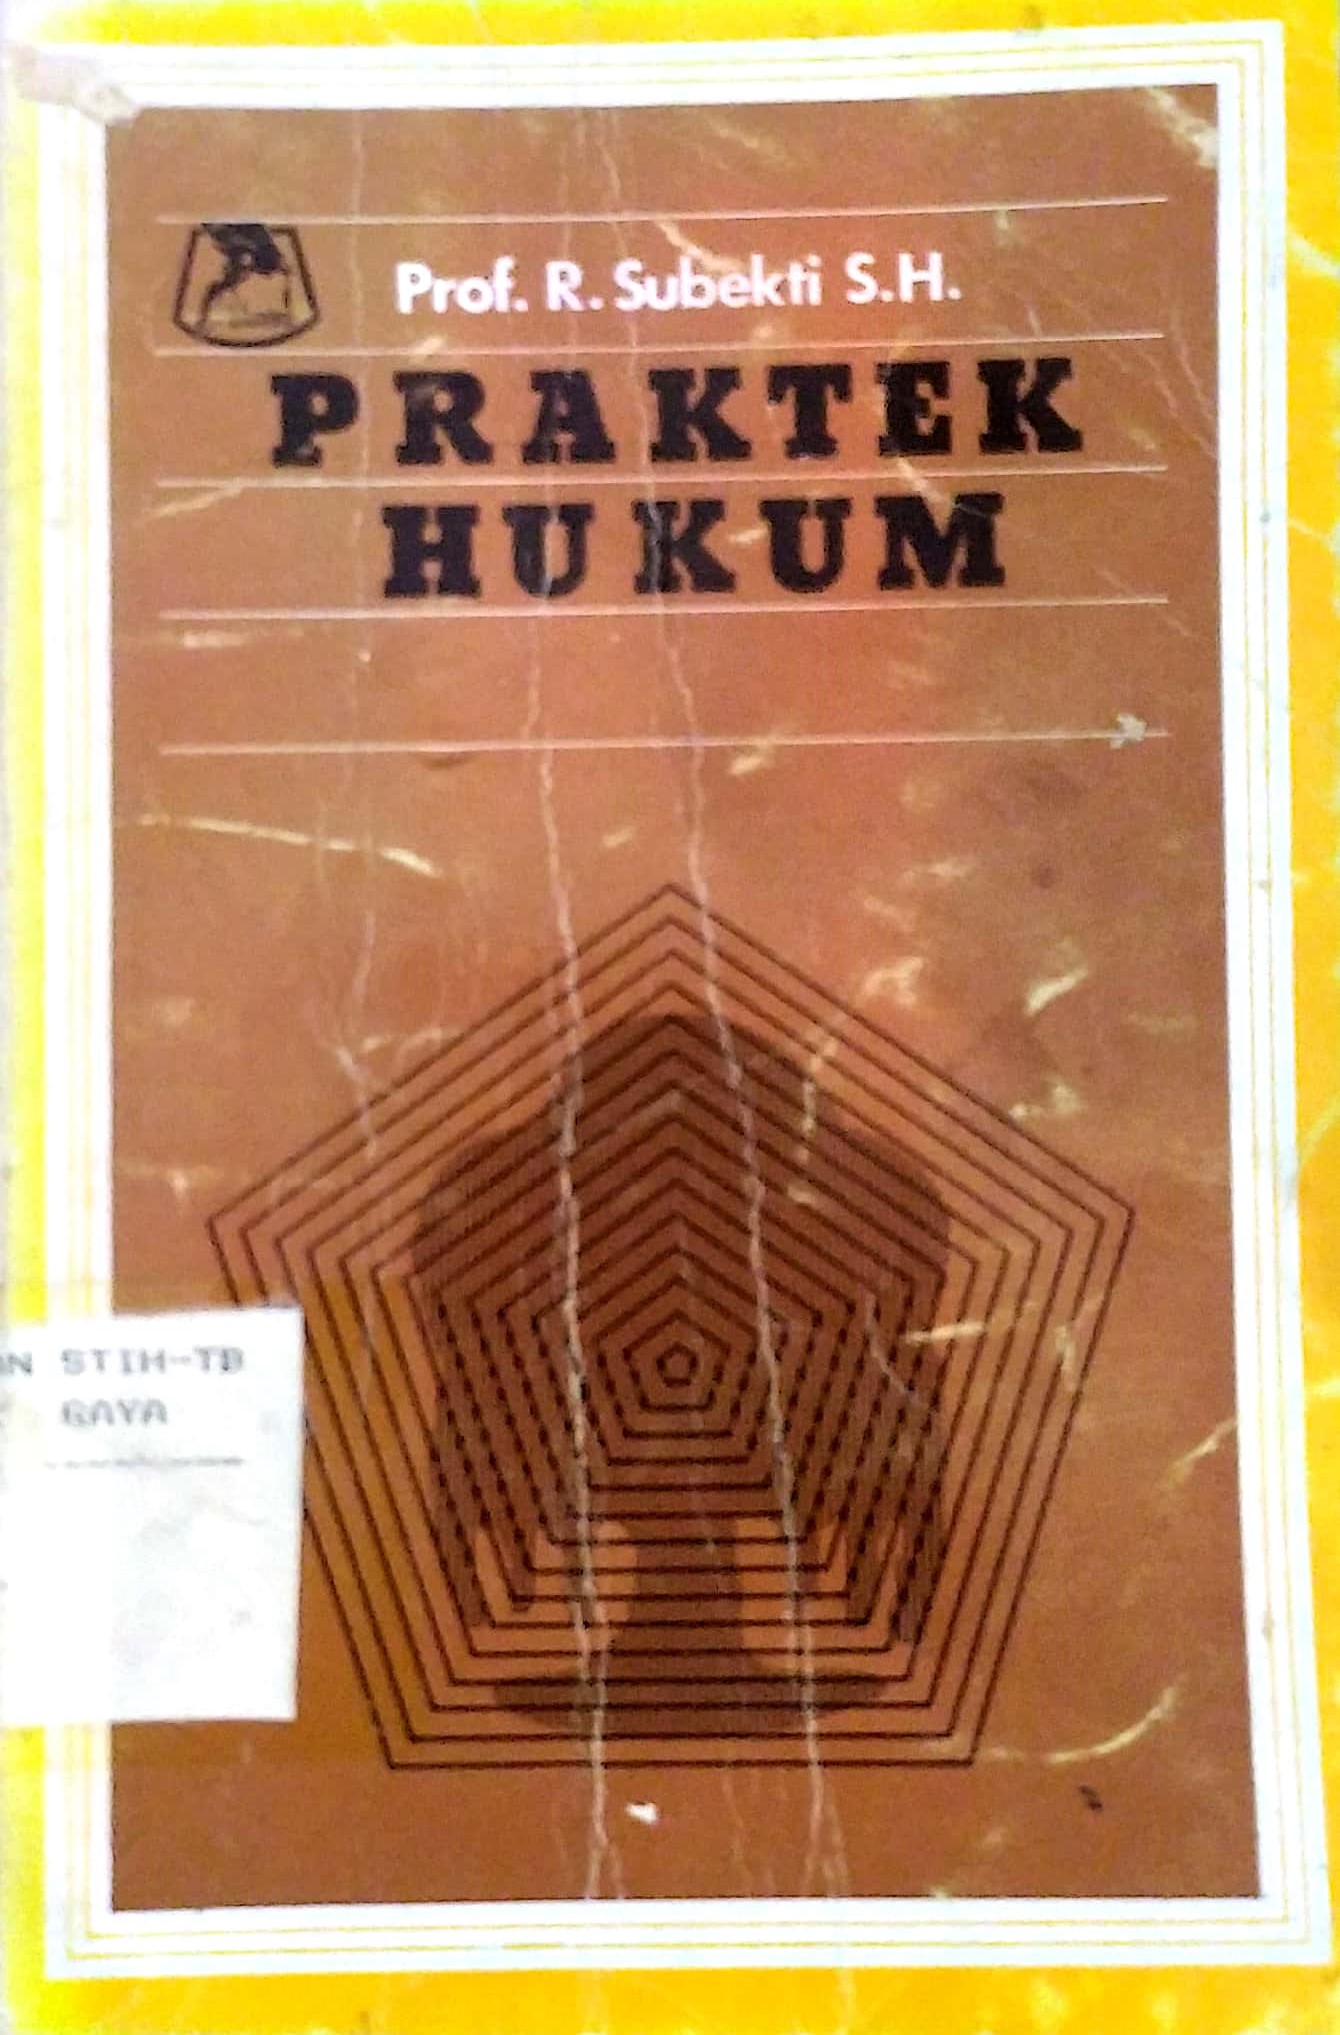 Prof. R. Subekti S.H.
PRAKTEK
HUKUM
N STIH-TB
GAYA